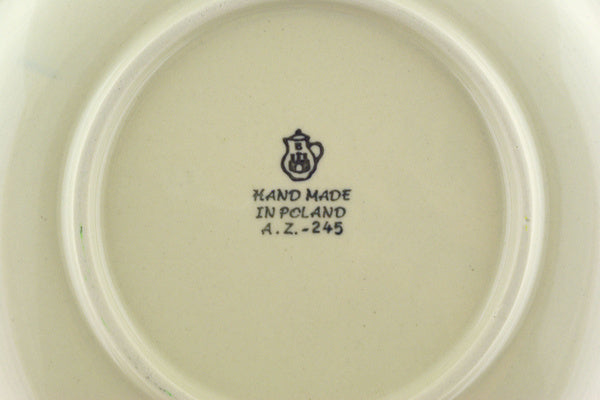 B
HAND MADE
IN POLAND
A.Z.-245